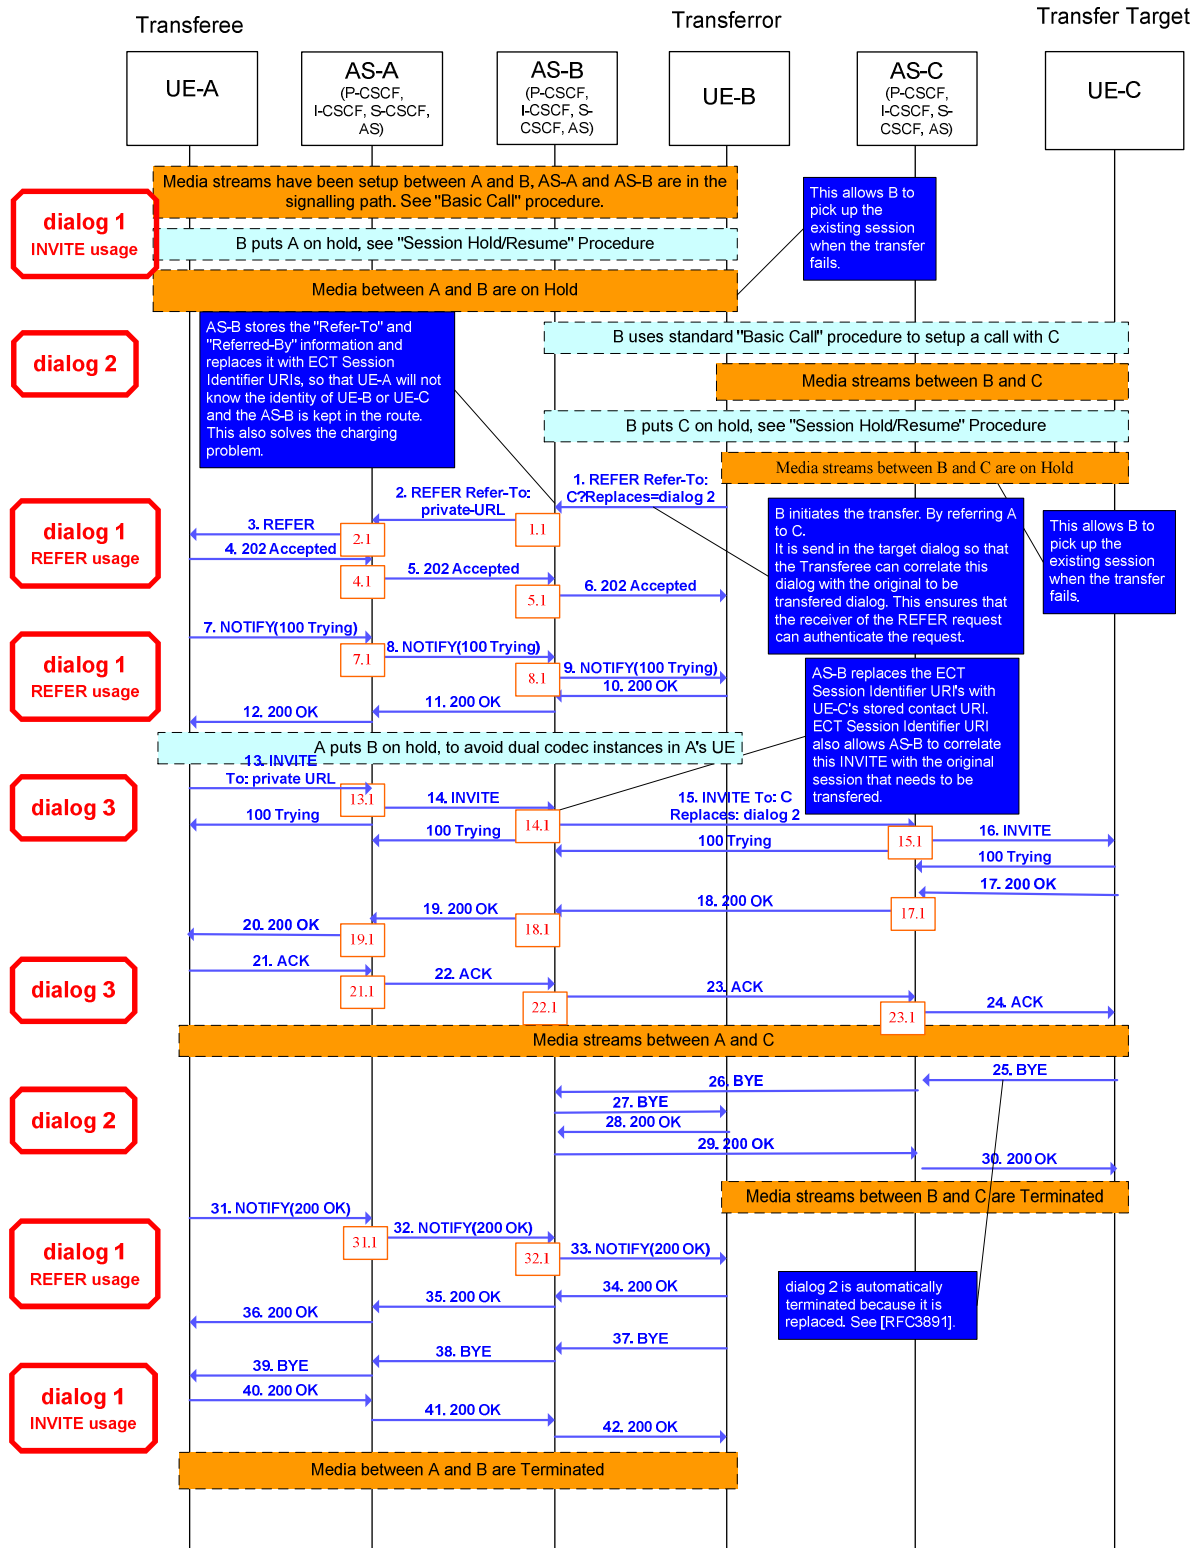 Transferee
Transferror
Transfer Target
UE-A
AS-A
(P-CSCF,
I-CSCF, S-CSCF,
AS)
AS-B
(P-CSCF,
I-CSCF, S-
CSCF, AS)
UE-B
AS-C
(P-CSCF,
I-CSCF, S-
CSCF, AS)
UE-C
Media streams have been setup between A and B, AS-A and AS-B are in the
signalling path. See "Basic Call" procedure.
This allows B to
pick up the
existing session
when the transfer
fails.
dialog 1
INVITE usage
B puts A on hold, see "Session Hold/Resume" Procedure
Media between A and B are on Hold
AS-B stores the "Refer-To" and
"Referred-By" information and
replaces it with ECT Session
Identifier URIs, so that UE-A will not
know the identity of UE-B or UE-C
and the AS-B is kept in the route.
This also solves the charging
problem.
dialog 2
B uses standard "Basic Call" procedure to setup a call with C
Media streams between B and C
B puts C on hold, see "Session Hold/Resume" Procedure
Media streams between B and C are on Hold
1. REFER Refer-To:
C?Replaces=dialog 2
2. REFER Refer-To:
private-URL
1.1
3. REFER
2.1
dialog 1
REFER usage
4. 202 Accepted
4.1
5. 202 Accepted
5.1
6. 202 Accepted
B initiates the transfer. By referring A
to C.
It is send in the target dialog so that
the Transferee can correlate this
dialog with the original to be
transfered dialog. This ensures that
the receiver of the REFER request
can authenticate the request.
This allows B to
pick up the
existing session
when the transfer
fails.
7. NOTIFY(100 Trying)
7.1
8. NOTIFY(100 Trying)
8.1
9. NOTIFY(100 Trying)
dialog 1
REFER usage
10. 200 OK
11. 200 OK
12. 200 OK
AS-B replaces the ECT
Session Identifier URI's with
UE-C's stored contact URI.
ECT Session Identifier URI
also allows AS-B to correlate
this INVITE with the original
session that needs to be
transfered.
A puts B on hold, to avoid dual codec instances in A's UE
13. INVITE
To: private URL
13.1
dialog 3
14. INVITE
14.1
15. INVITE To: C
Replaces: dialog 2
15.1
16. INVITE
100 Trying
100 Trying
100 Trying
100 Trying
17. 200 OK
17.1
18. 200 OK
18.1
19. 200 OK
19.1
20. 200 OK
21. ACK
21.1
22. ACK
22.1
23. ACK
23.1
24. ACK
dialog 3
Media streams between A and C
25. BYE
26. BYE
27. BYE
dialog 2
28. 200 OK
29. 200 OK
30. 200 OK
Media streams between B and C are Terminated
31. NOTIFY(200 OK)
31.1
32. NOTIFY(200 OK)
32.1
33. NOTIFY(200 OK)
dialog 1
REFER usage
34. 200 OK
35. 200 OK
36. 200 OK
dialog 2 is automatically
terminated because it is
replaced. See [RFC3891].
37. BYE
38. BYE
39. BYE
dialog 1
INVITE usage
40. 200 OK
41. 200 OK
42. 200 OK
Media between A and B are Terminated